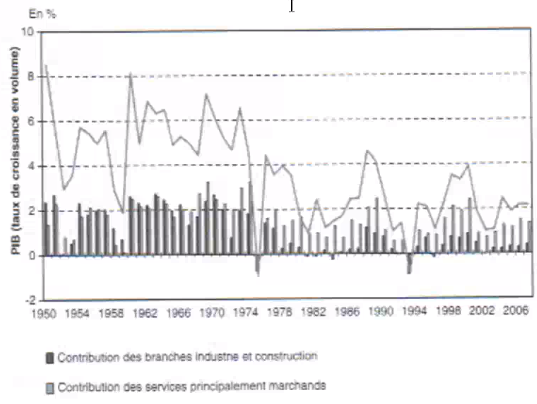 En %
PIB (taux de croissance en volume)
10
8
6
4
2
0
-2
1950 1954 1958 1962 1966 1970 1974 1978 1982 1986 1990 1994 1998 2002 2006
Contribution des branches industne et construction
Contribution des services principalement marchands